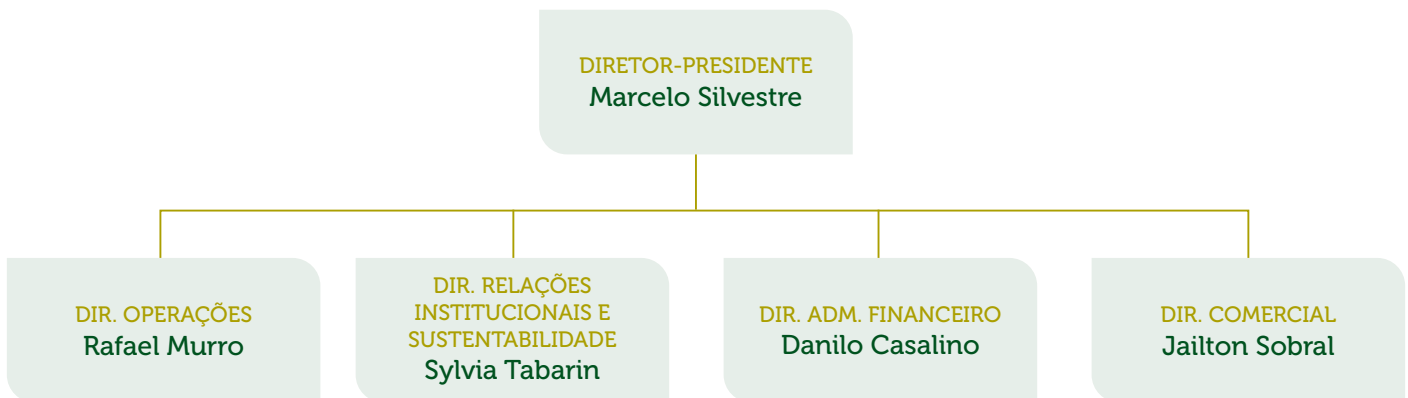 DIRETOR-PRESIDENTE
Marcelo Silvestre
DIR. OPERAÇÕES
Rafael Murro
DIR. RELAÇÕES
INSTITUCIONAIS E
SUSTENTABILIDADE
Sylvia Tabarin
DIR. ADM. FINANCEIRO
Danilo Casalino
DIR. COMERCIAL
Jailton Sobral